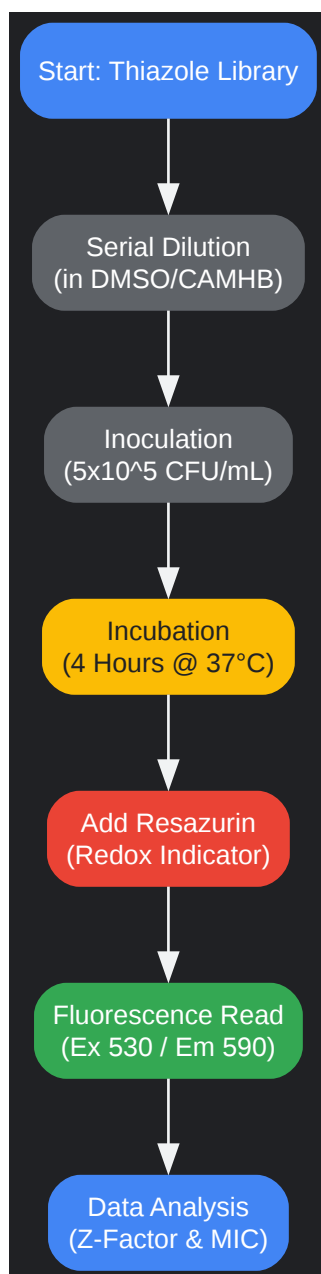 Start: Thiazole Library
Serial Dilution
(in DMSO/CAMHB)
Inoculation
(5x10^5 CFU/mL)
Incubation
(4 Hours @ 37°C)
Add Resazurin
(Redox Indicator)
Fluorescence Read
(Ex 530 / Em 590)
Data Analysis
(Z-Factor & MIC)